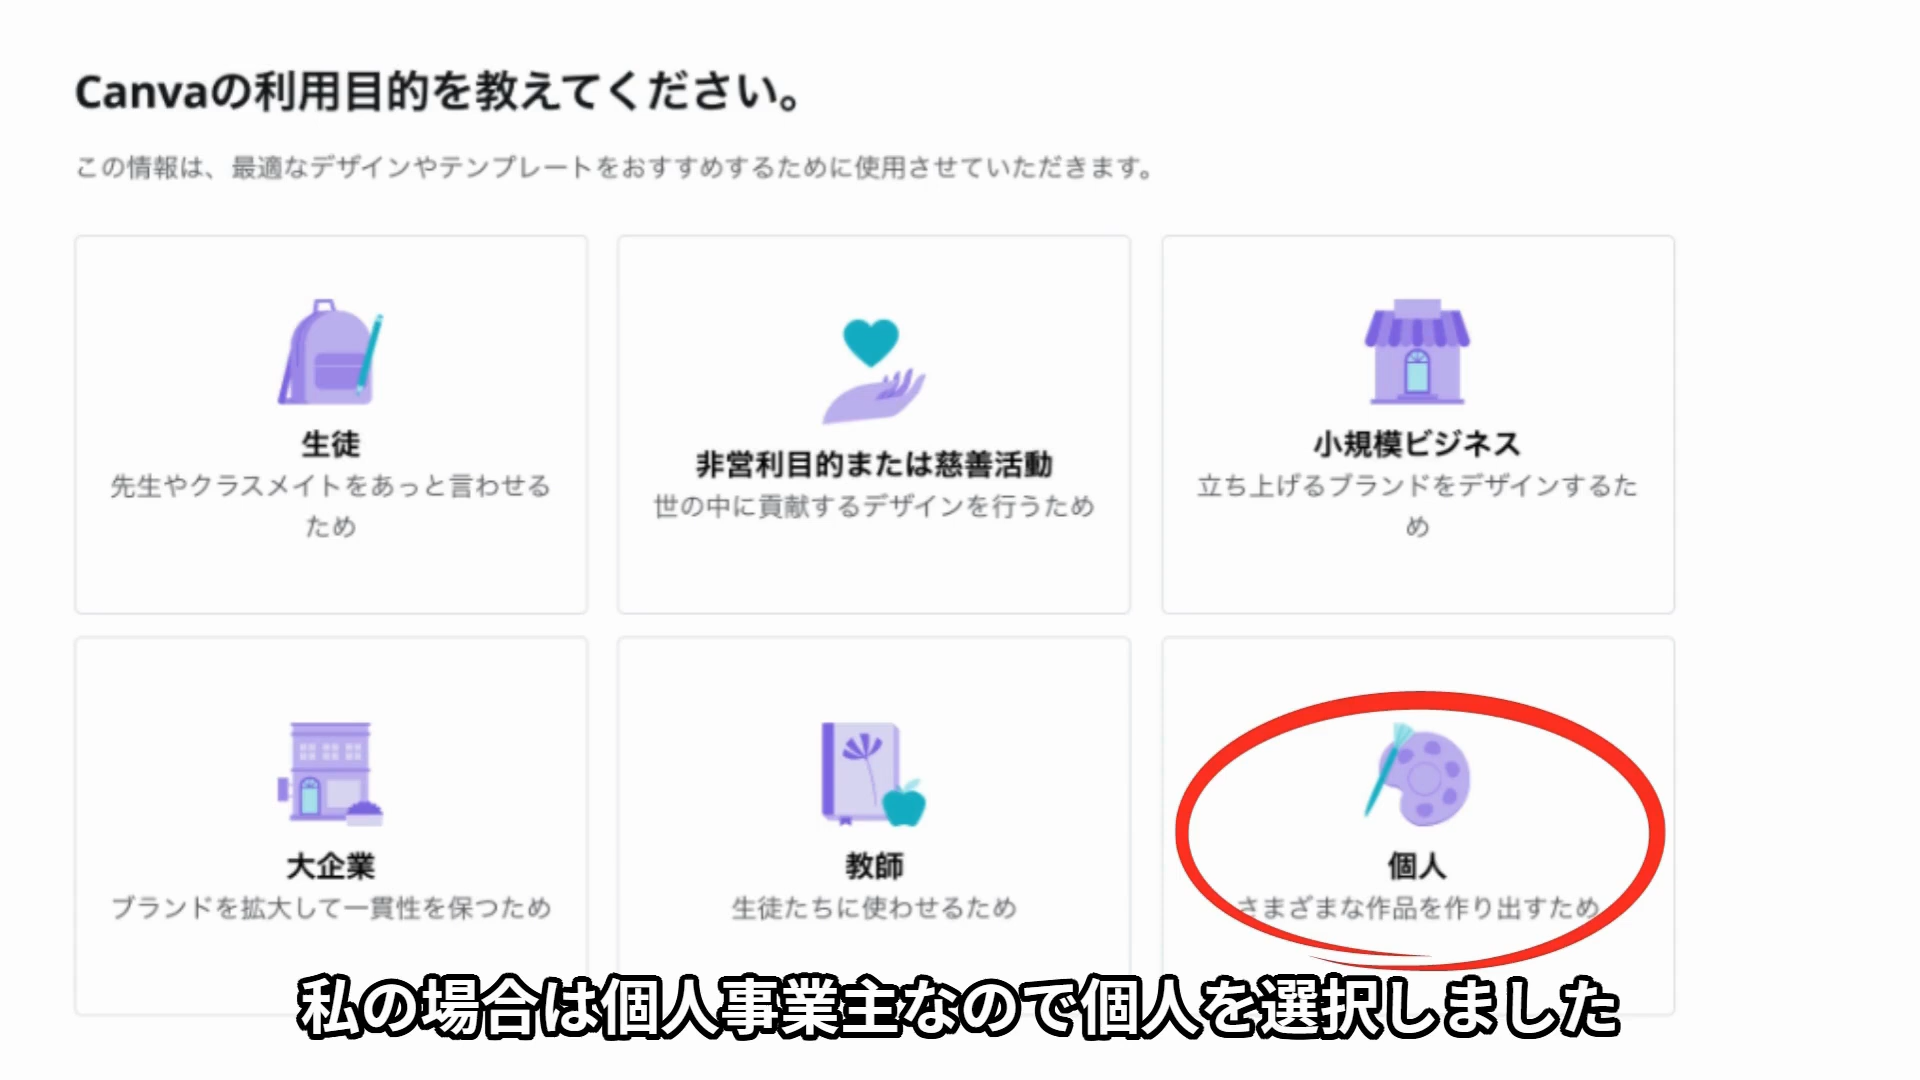 Canvaの利用目的を教えてください。
この情報は、最適なデザインやテンプレートをおすすめするために使用させていただきます。
生徒
先生やクラスメイトをあっと言わせる
ため
非営利目的または慈善活動
世の中に貢献するデザインを行うため
小規模ビジネス
立ち上げるブランドをデザインするた
め
大企業
ブランドを拡大して一貫性を保つため
教師
生徒たちに使わせるため
個人
さまざまな作品を作り出すため
私の場合は個人事業主なので個人を選択しました